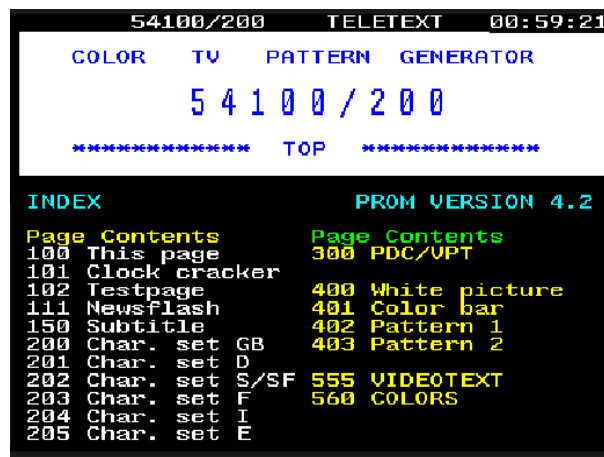 54100/200 TELETEXT 00:59:21
COLOR TV PATTERN GENERATOR
54100/200
************* TOP *************
INDEX PROM VERSION 4.2
Page Contents Page Contents
100 This page 300 PDC/VPT
101 Clock cracker
102 Testpage 400 White picture
111 Newsflash 401 Color bar
150 Subtitle 402 Pattern 1
200 Char. set GB 403 Pattern 2
201 Char. set D
202 Char. set S/SF 555 VIDEOTEXT
203 Char. set F 560 COLORS
204 Char. set I
205 Char. set E